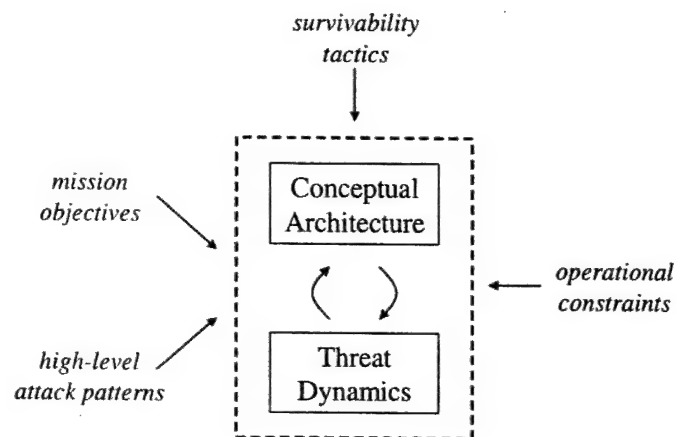 survivability
tactics
mission
objectives
Conceptual
Architecture
operational
constraints
high-level
attack patterns
Threat
Dynamics